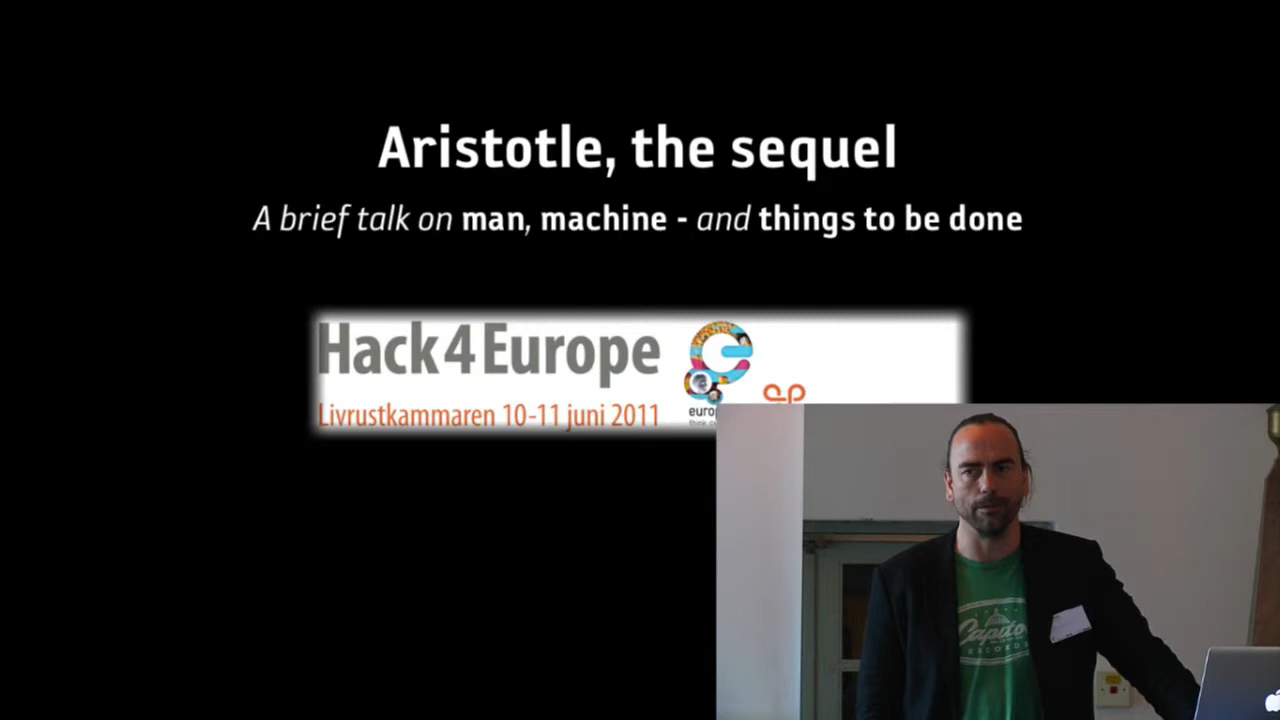 Aristotle, the sequel
A brief talk on man, machine - and things to be done
Hack4Europe
Livrustkammaren 10-11 juni 2011
Capitol
RECORDS